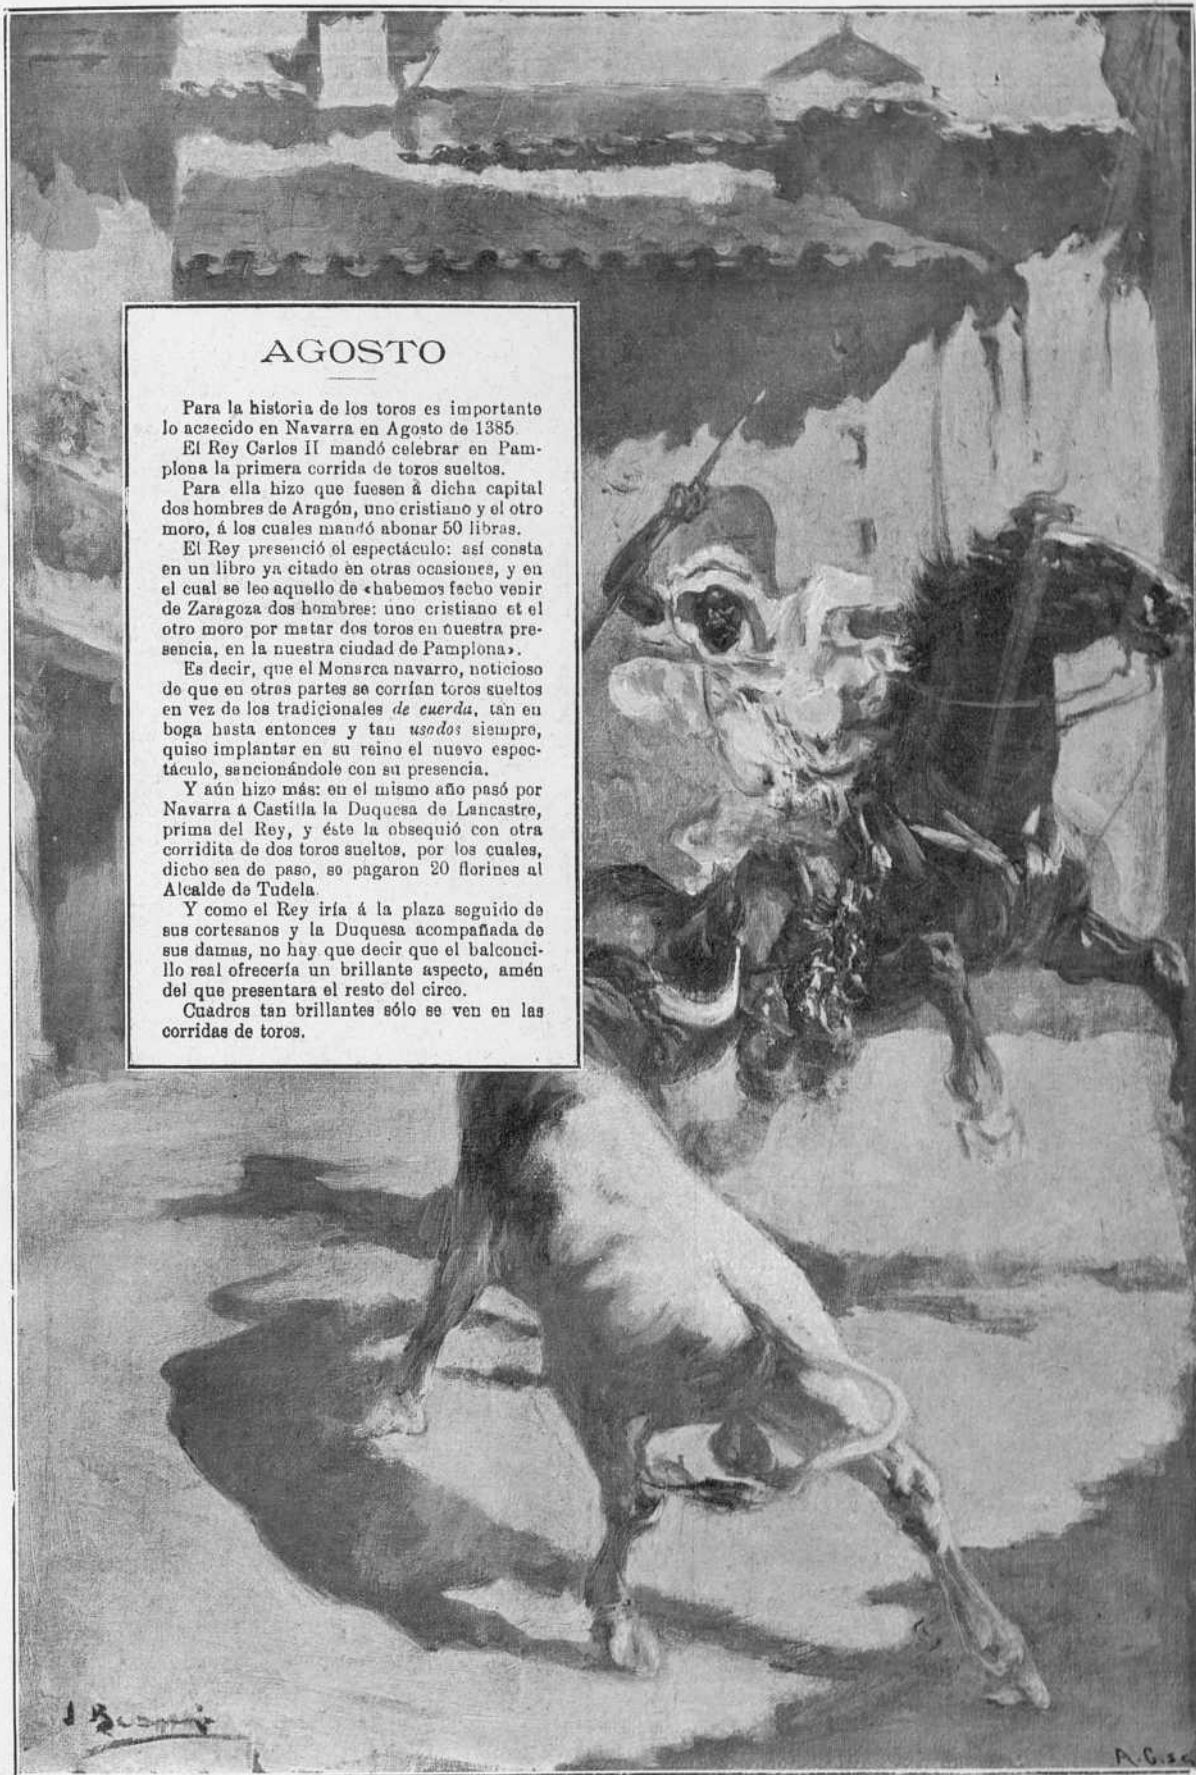 AGOSTO
Para la historia de los toros es importante
lo acaecido en Navarra en Agosto de 1385.
El Rey Carlos II mandó celebrar en Pam-
plona la primera corrida de toros sueltos.
Para ella hizo que fuesen á dicha capital
dos hombres de Aragón, uno cristiano y el otro
moro, á los cuales mandó abonar 50 libras.
El Rey presenció el espectáculo: así consta
en un libro ya citado en otras ocasiones, y en
el cual se lee aquello de «habemos fecho venir
de Zaragoza dos hombres: uno cristiano et el
otro moro por matar dos toros en nuestra pre-
sencia, en la nuestra ciudad de Pamplona».
Es decir, que el Monarca navarro, noticioso
de que en otras partes se corrían toros sueltos
en vez de los tradicionales de cuerda, tan en
boga hasta entonces y tan usados siempre,
quiso implantar en su reino el nuevo espec-
táculo, sancionándole con su presencia.
Y aún hizo más: en el mismo año pasó por
Navarra á Castilla la Duquesa de Lancastre,
prima del Rey, y éste la obsequió con otra
corridita de dos toros sueltos, por los cuales,
dicho sea de paso, se pagaron 20 florines al
Alcalde de Tudela.
Y como el Rey iría á la plaza seguido de
sus cortesanos y la Duquesa acompañada de
sus damas, no hay que decir que el balconci-
llo real ofrecería un brillante aspecto, amén
del que presentara el resto del circo.
Cuadros tan brillantes sólo se ven en las
corridas de toros.